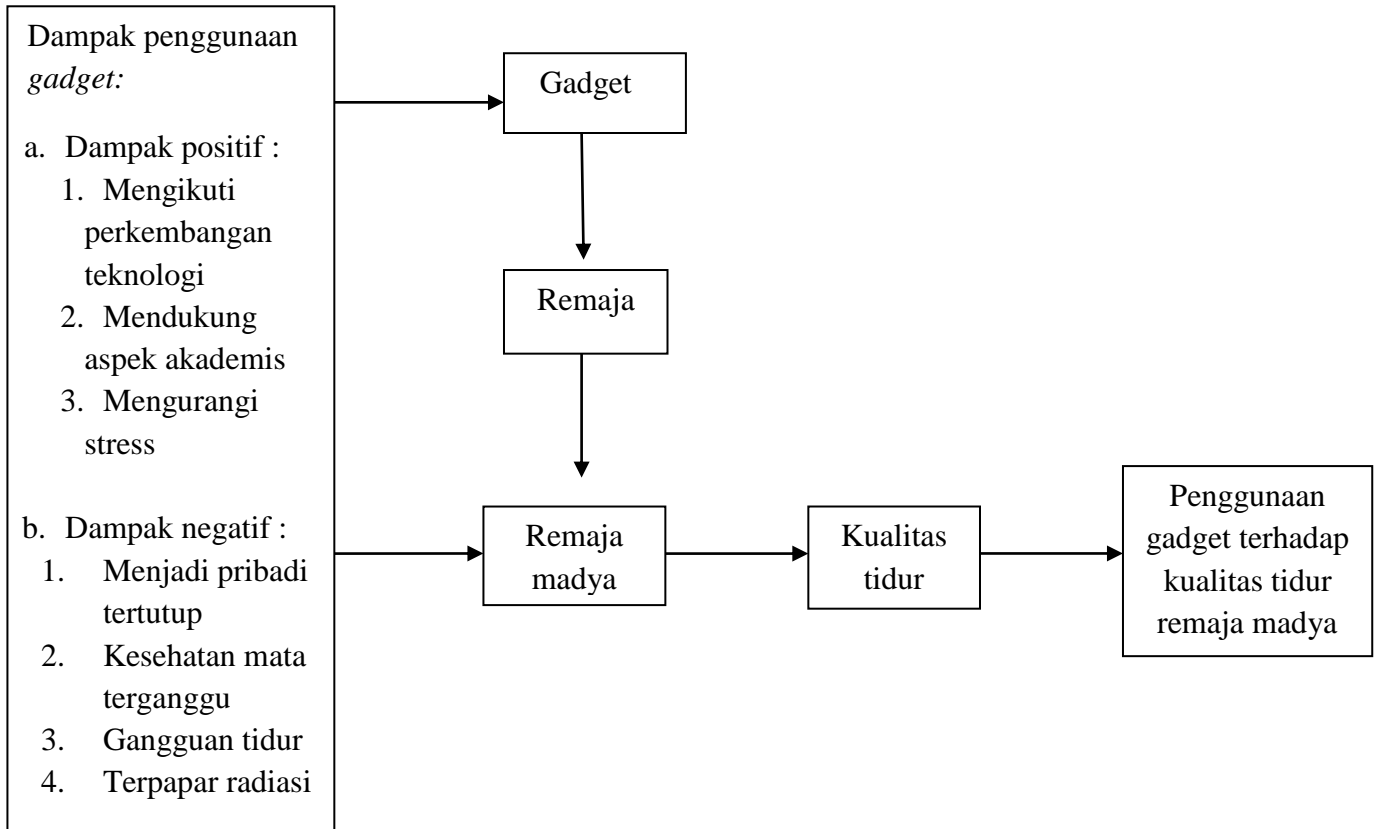 Dampak penggunaan
gadget:
a. Dampak positif :
1. Mengikuti
perkembangan
teknologi
2. Mendukung
aspek akademis
3. Mengurangi
stress
b. Dampak negatif :
1. Menjadi pribadi
tertutup
2. Kesehatan mata
terganggu
3. Gangguan tidur
4. Terpapar radiasi
Gadget
Remaja
Remaja
madya
Kualitas
tidur
Penggunaan
gadget terhadap
kualitas tidur
remaja madya